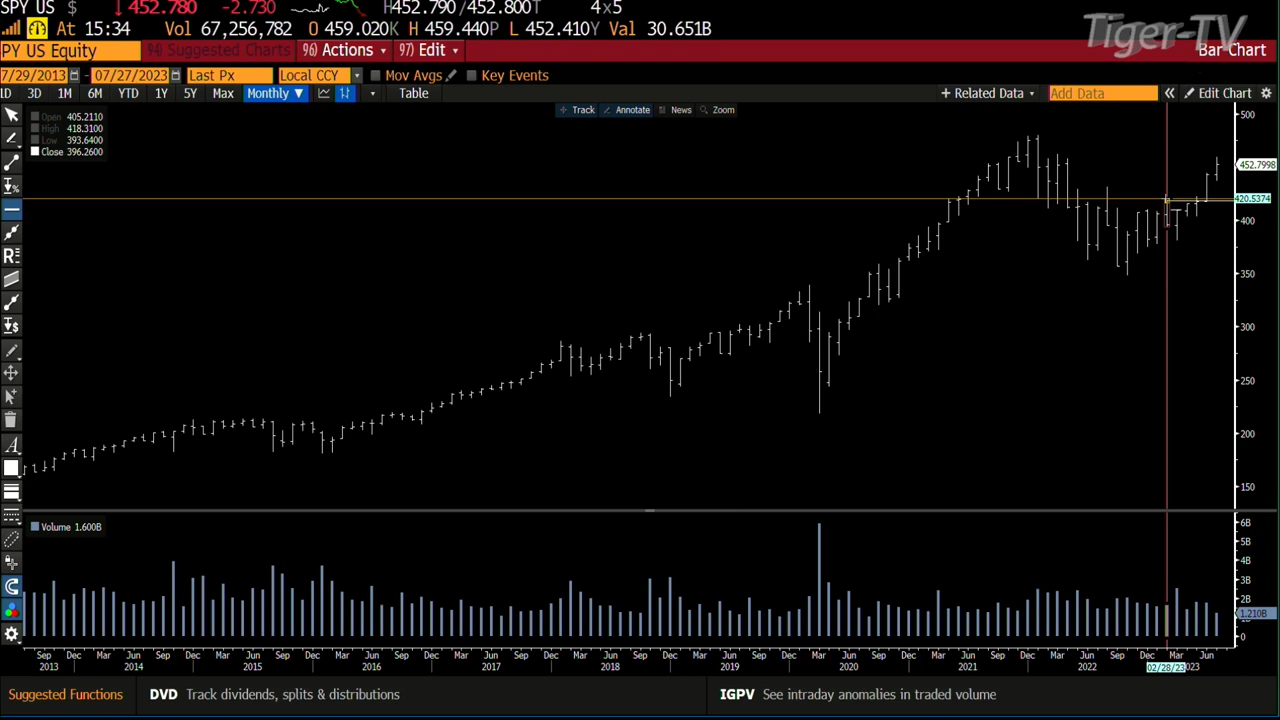 SPY US $ ↓452.780 -2.730 H452.790/452.800T 4x5
At 15:34 Vol 67,256,782 O 459.020K H 459.440P L 452.410Y Val 30.651B
Tiger-TV
PY US Equity 94) Suggested Charts 96) Actions 97) Edit Bar Chart
7/29/2013 - 07/27/2023 Last Px Local CCY Mov Avgs Key Events
1D 3D 1M 6M YTD 1Y 5Y Max Monthly ▼ Table + Related Data Add Data « Edit Chart
Track Annotate News Zoom
Open 405.2110
High 418.3100
Low 393.6400
Close 396.2600
500
452.7998
420.5374
400
350
300
250
200
150
Volume 1.600B
6B
5B
4B
3B
2B
1.210B
0
Sep Dec Mar Jun Sep Dec Mar Jun Sep Dec Mar Jun Sep Dec Mar Jun Sep Dec Mar Jun Sep Dec Mar Jun Sep Dec Mar Jun Sep Dec Mar Jun Sep Dec Mar Jun Sep Dec Mar Jun
2013 2014 2015 2016 2017 2018 2019 2020 2021 2022 02/28/23 023
Suggested Functions DVD Track dividends, splits & distributions IGPV See intraday anomalies in traded volume